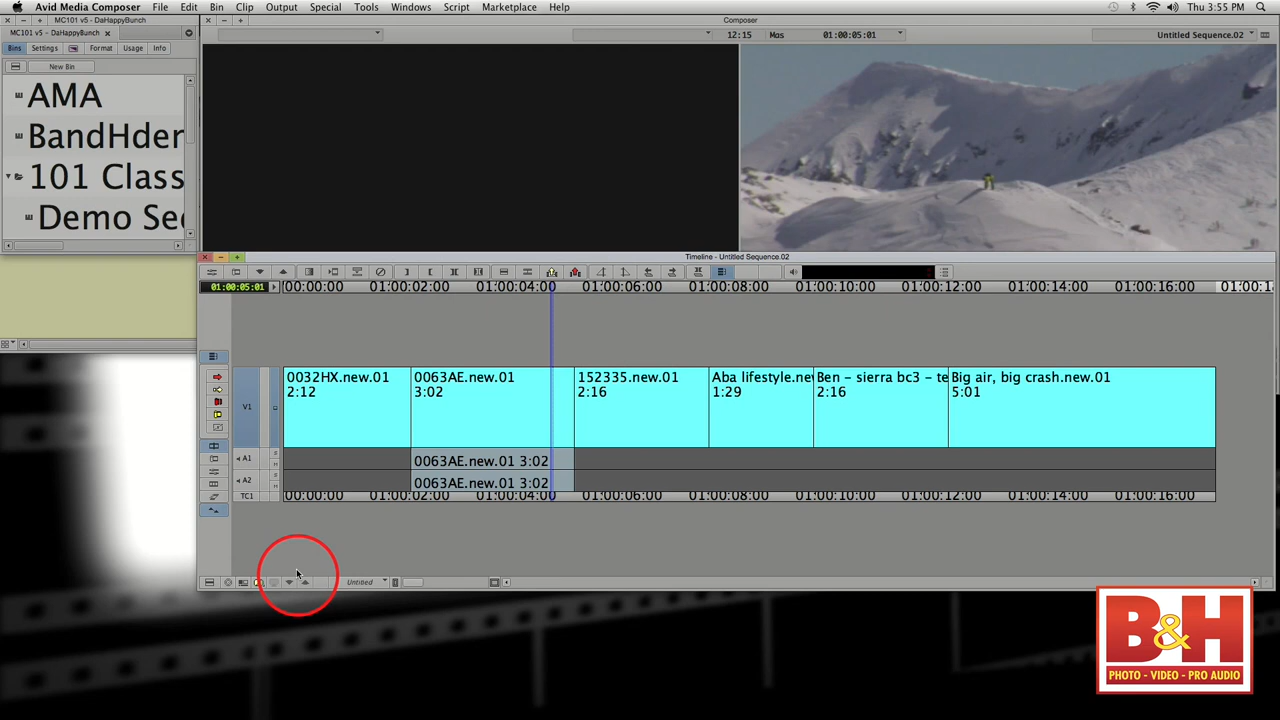 Avid Media Composer File Edit Bin Clip Output Special Tools Windows Script Marketplace Help Thu 3:55 PM
MC101 v5 - DaHappyBunch
Composer
MC101 v5 - DaHappyBunch
12:15 Mas 01:00:05:01 Untitled Sequence.02
Bins Settings Format Usage Info
New Bin
AMA
BandHder
101 Class
Demo Sec
Timeline - Untitled Sequence.02
01:00:05:01 00:00:00 01:00:02:00 01:00:04:00 01:00:06:00 01:00:08:00 01:00:10:00 01:00:12:00 01:00:14:00 01:00:16:00 01:00:1
0032HX.new.01 0063AE.new.01 152335.new.01 Aba lifestyle.new Ben - sierra bc3 - te Big air, big crash.new.01
2:12 3:02 2:16 1:29 2:16 5:01
V1
A1 0063AE.new.01 3:02
A2 0063AE.new.01 3:02
TC1 00:00:00 01:00:02:00 01:00:04:00 01:00:06:00 01:00:08:00 01:00:10:00 01:00:12:00 01:00:14:00 01:00:16:00
Untitled
B&H
PHOTO - VIDEO - PRO AUDIO